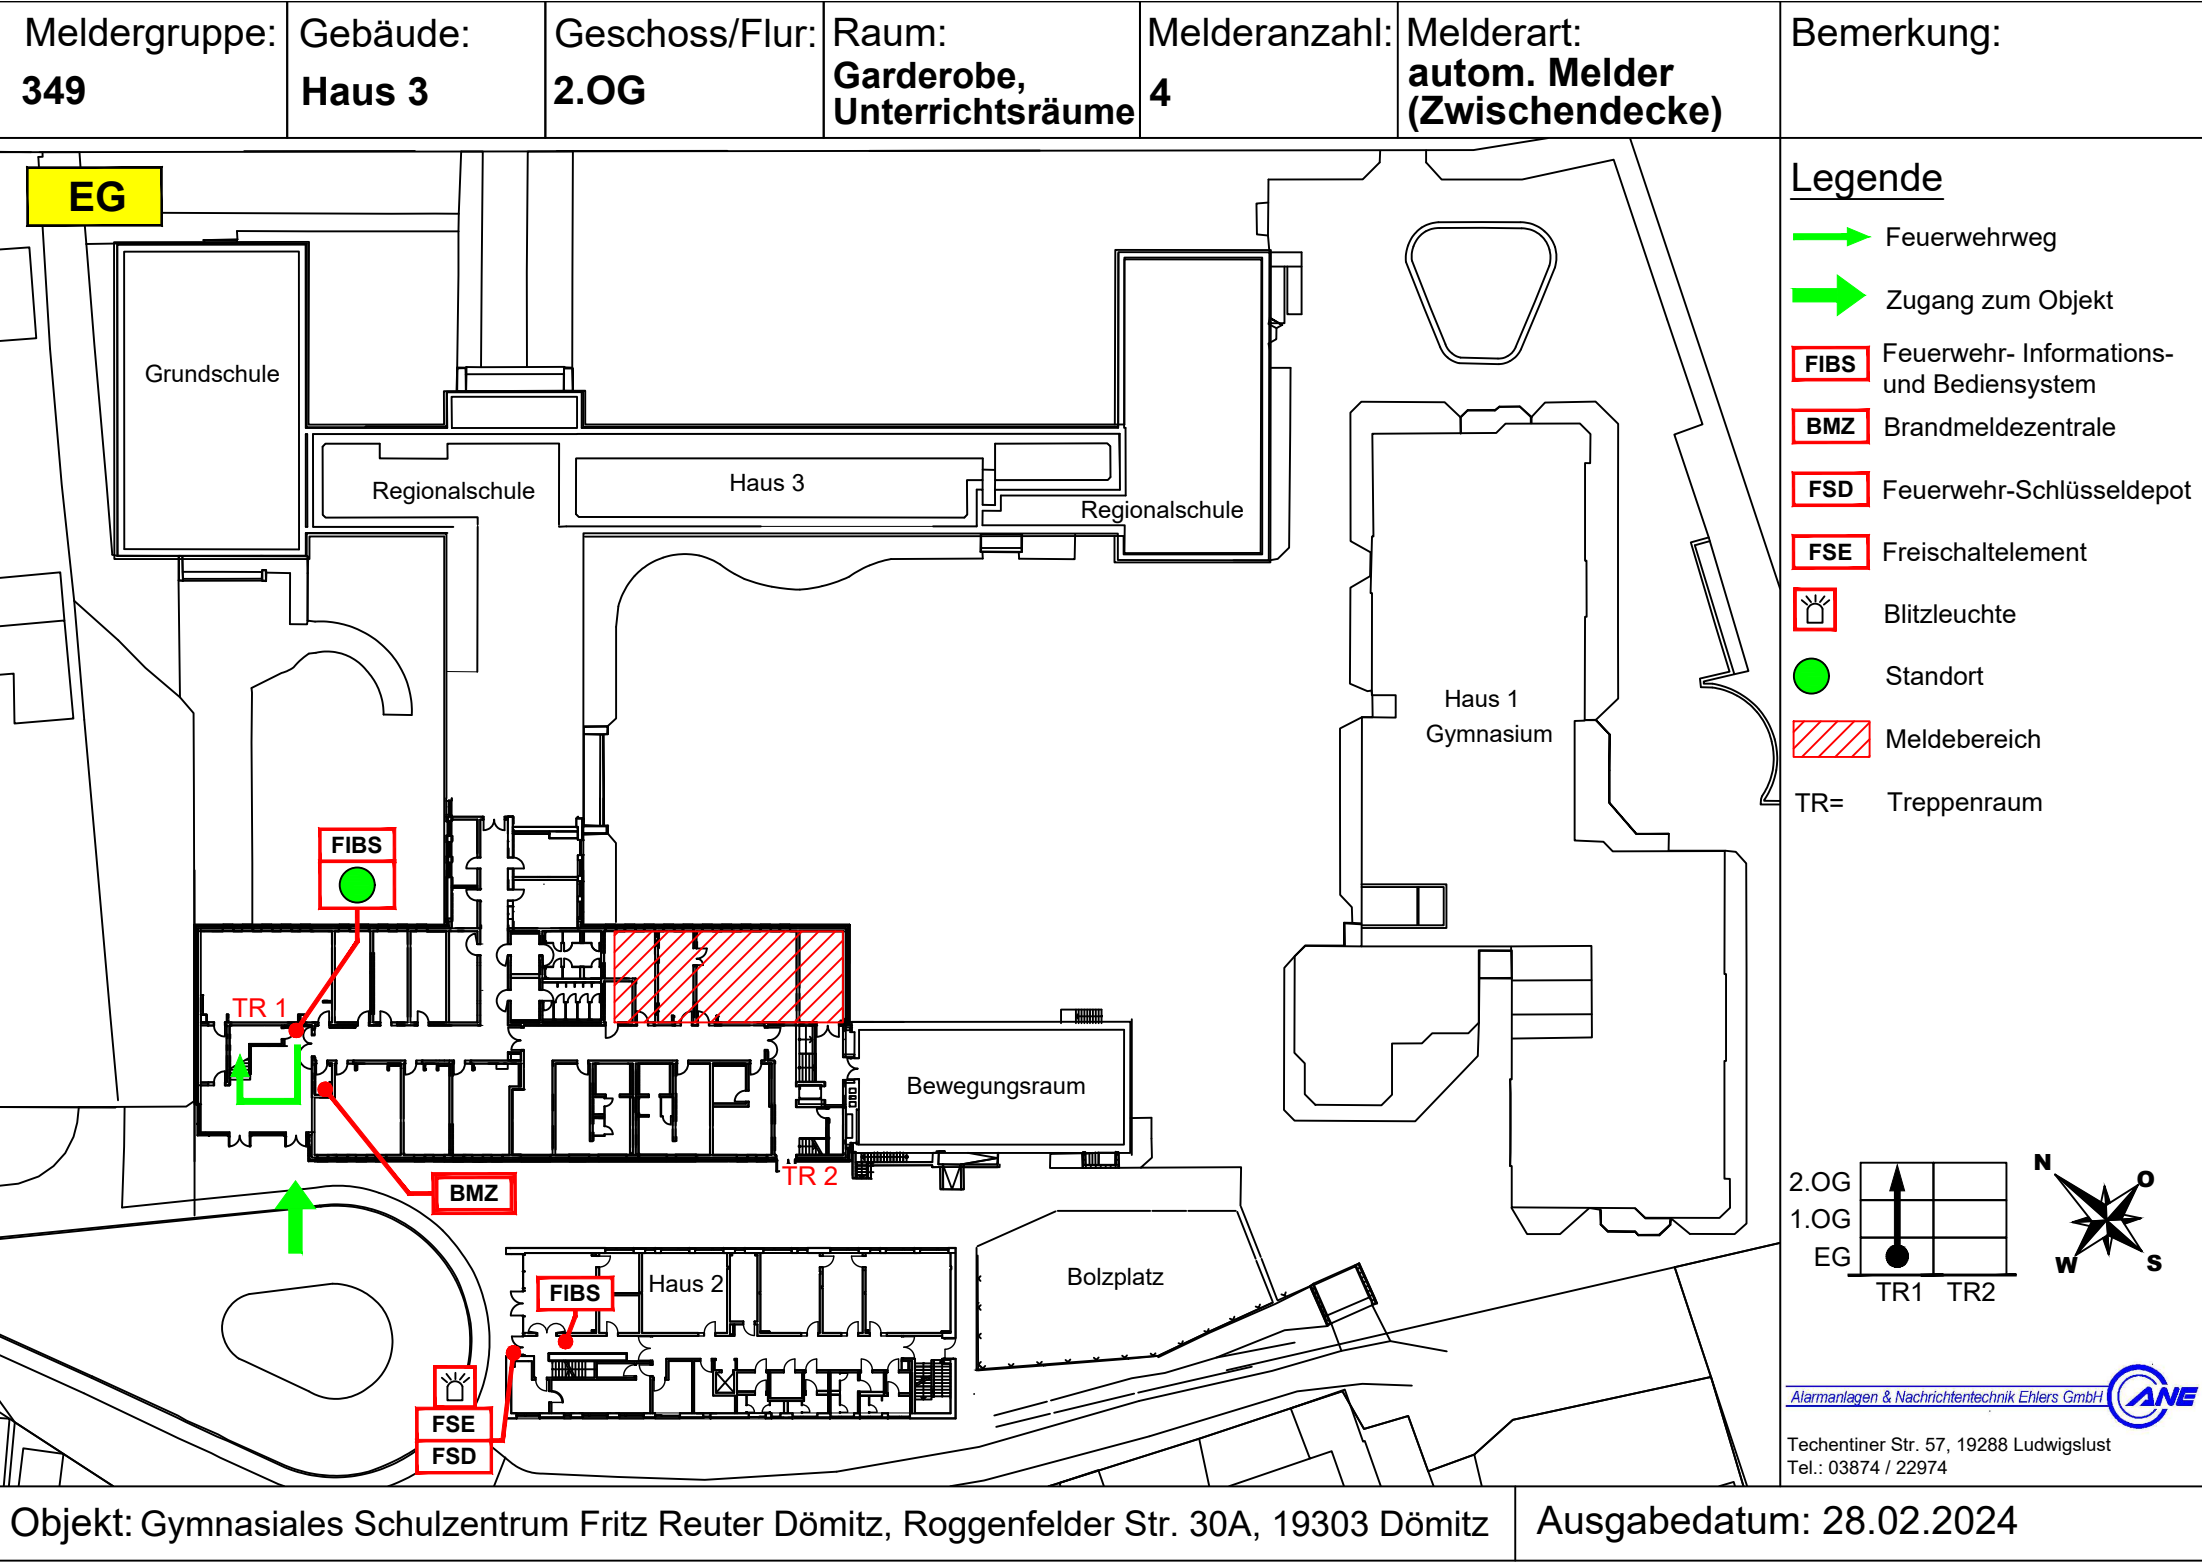 Meldergruppe:
349
Gebäude:
Haus 3
Geschoss/Flur:
2.OG
Raum:
Garderobe,
Unterrichtsräume
Melderanzahl:
4
Melderart:
autom. Melder
(Zwischendecke)
Bemerkung:
EG
Grundschule
Regionalschule
Haus 3
Regionalschule
Haus 1
Gymnasium
FIBS
TR 1
Bewegungsraum
TR 2
BMZ
Haus 2
FIBS
Bolzplatz
FSE
FSD
Legende
Feuerwehrweg
Zugang zum Objekt
FIBS
Feuerwehr- Informations-
und Bediensystem
BMZ
Brandmeldezentrale
FSD
Feuerwehr-Schlüsseldepot
FSE
Freischaltelement
Blitzleuchte
Standort
Meldebereich
TR=
Treppenraum
2.OG
1.OG
EG
TR1
TR2
N
O
W
S
Alarmanlagen & Nachrichtentechnik Ehlers GmbH
ANE
Techentiner Str. 57, 19288 Ludwigslust
Tel.: 03874 / 22974
Objekt: Gymnasiales Schulzentrum Fritz Reuter Dömitz, Roggenfelder Str. 30A, 19303 Dömitz
Ausgabedatum: 28.02.2024